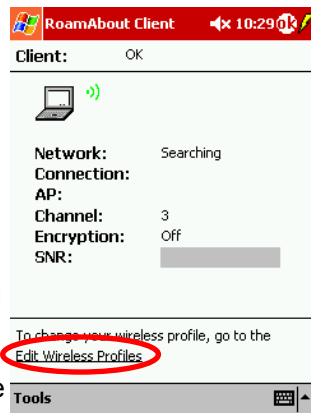 RoamAbout Client 10:29 ok
Client: OK
Network: Searching
Connection:
AP:
Channel: 3
Encryption: Off
SNR:
To change your wireless profile, go to the
Edit Wireless Profiles
e
Tools